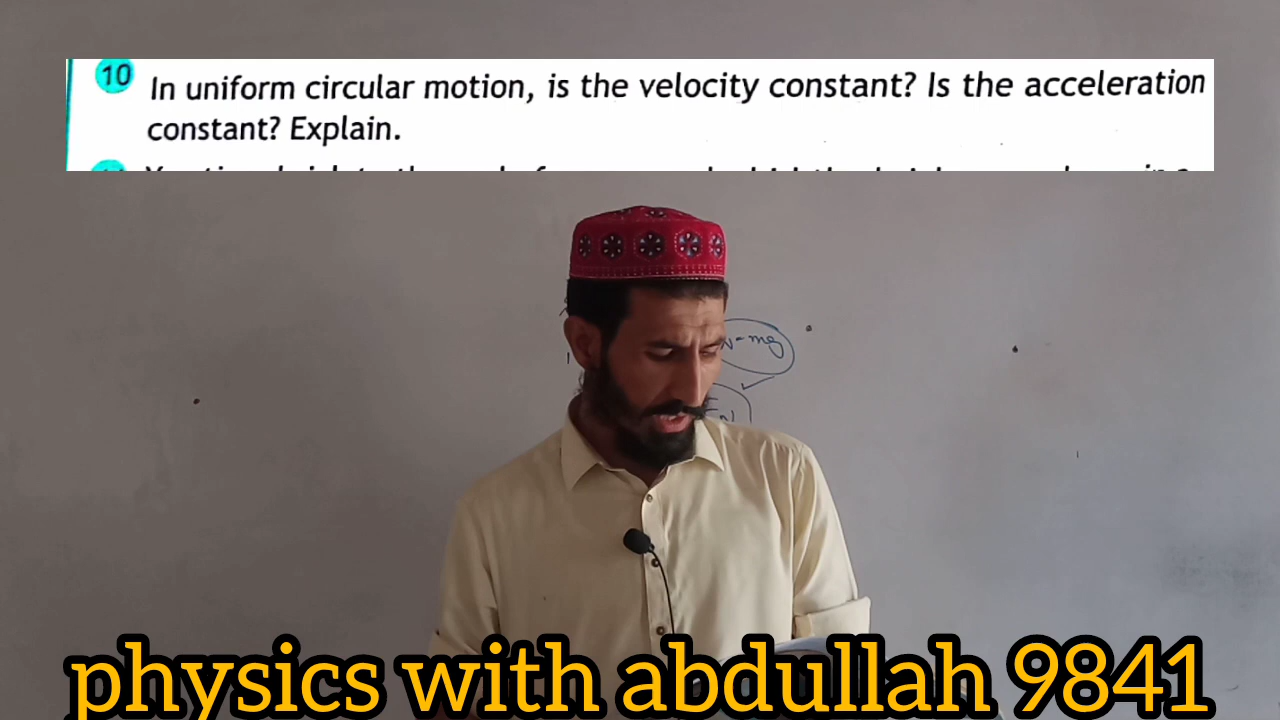 10 In uniform circular motion, is the velocity constant? Is the acceleration
constant? Explain.
physics with abdullah 9841